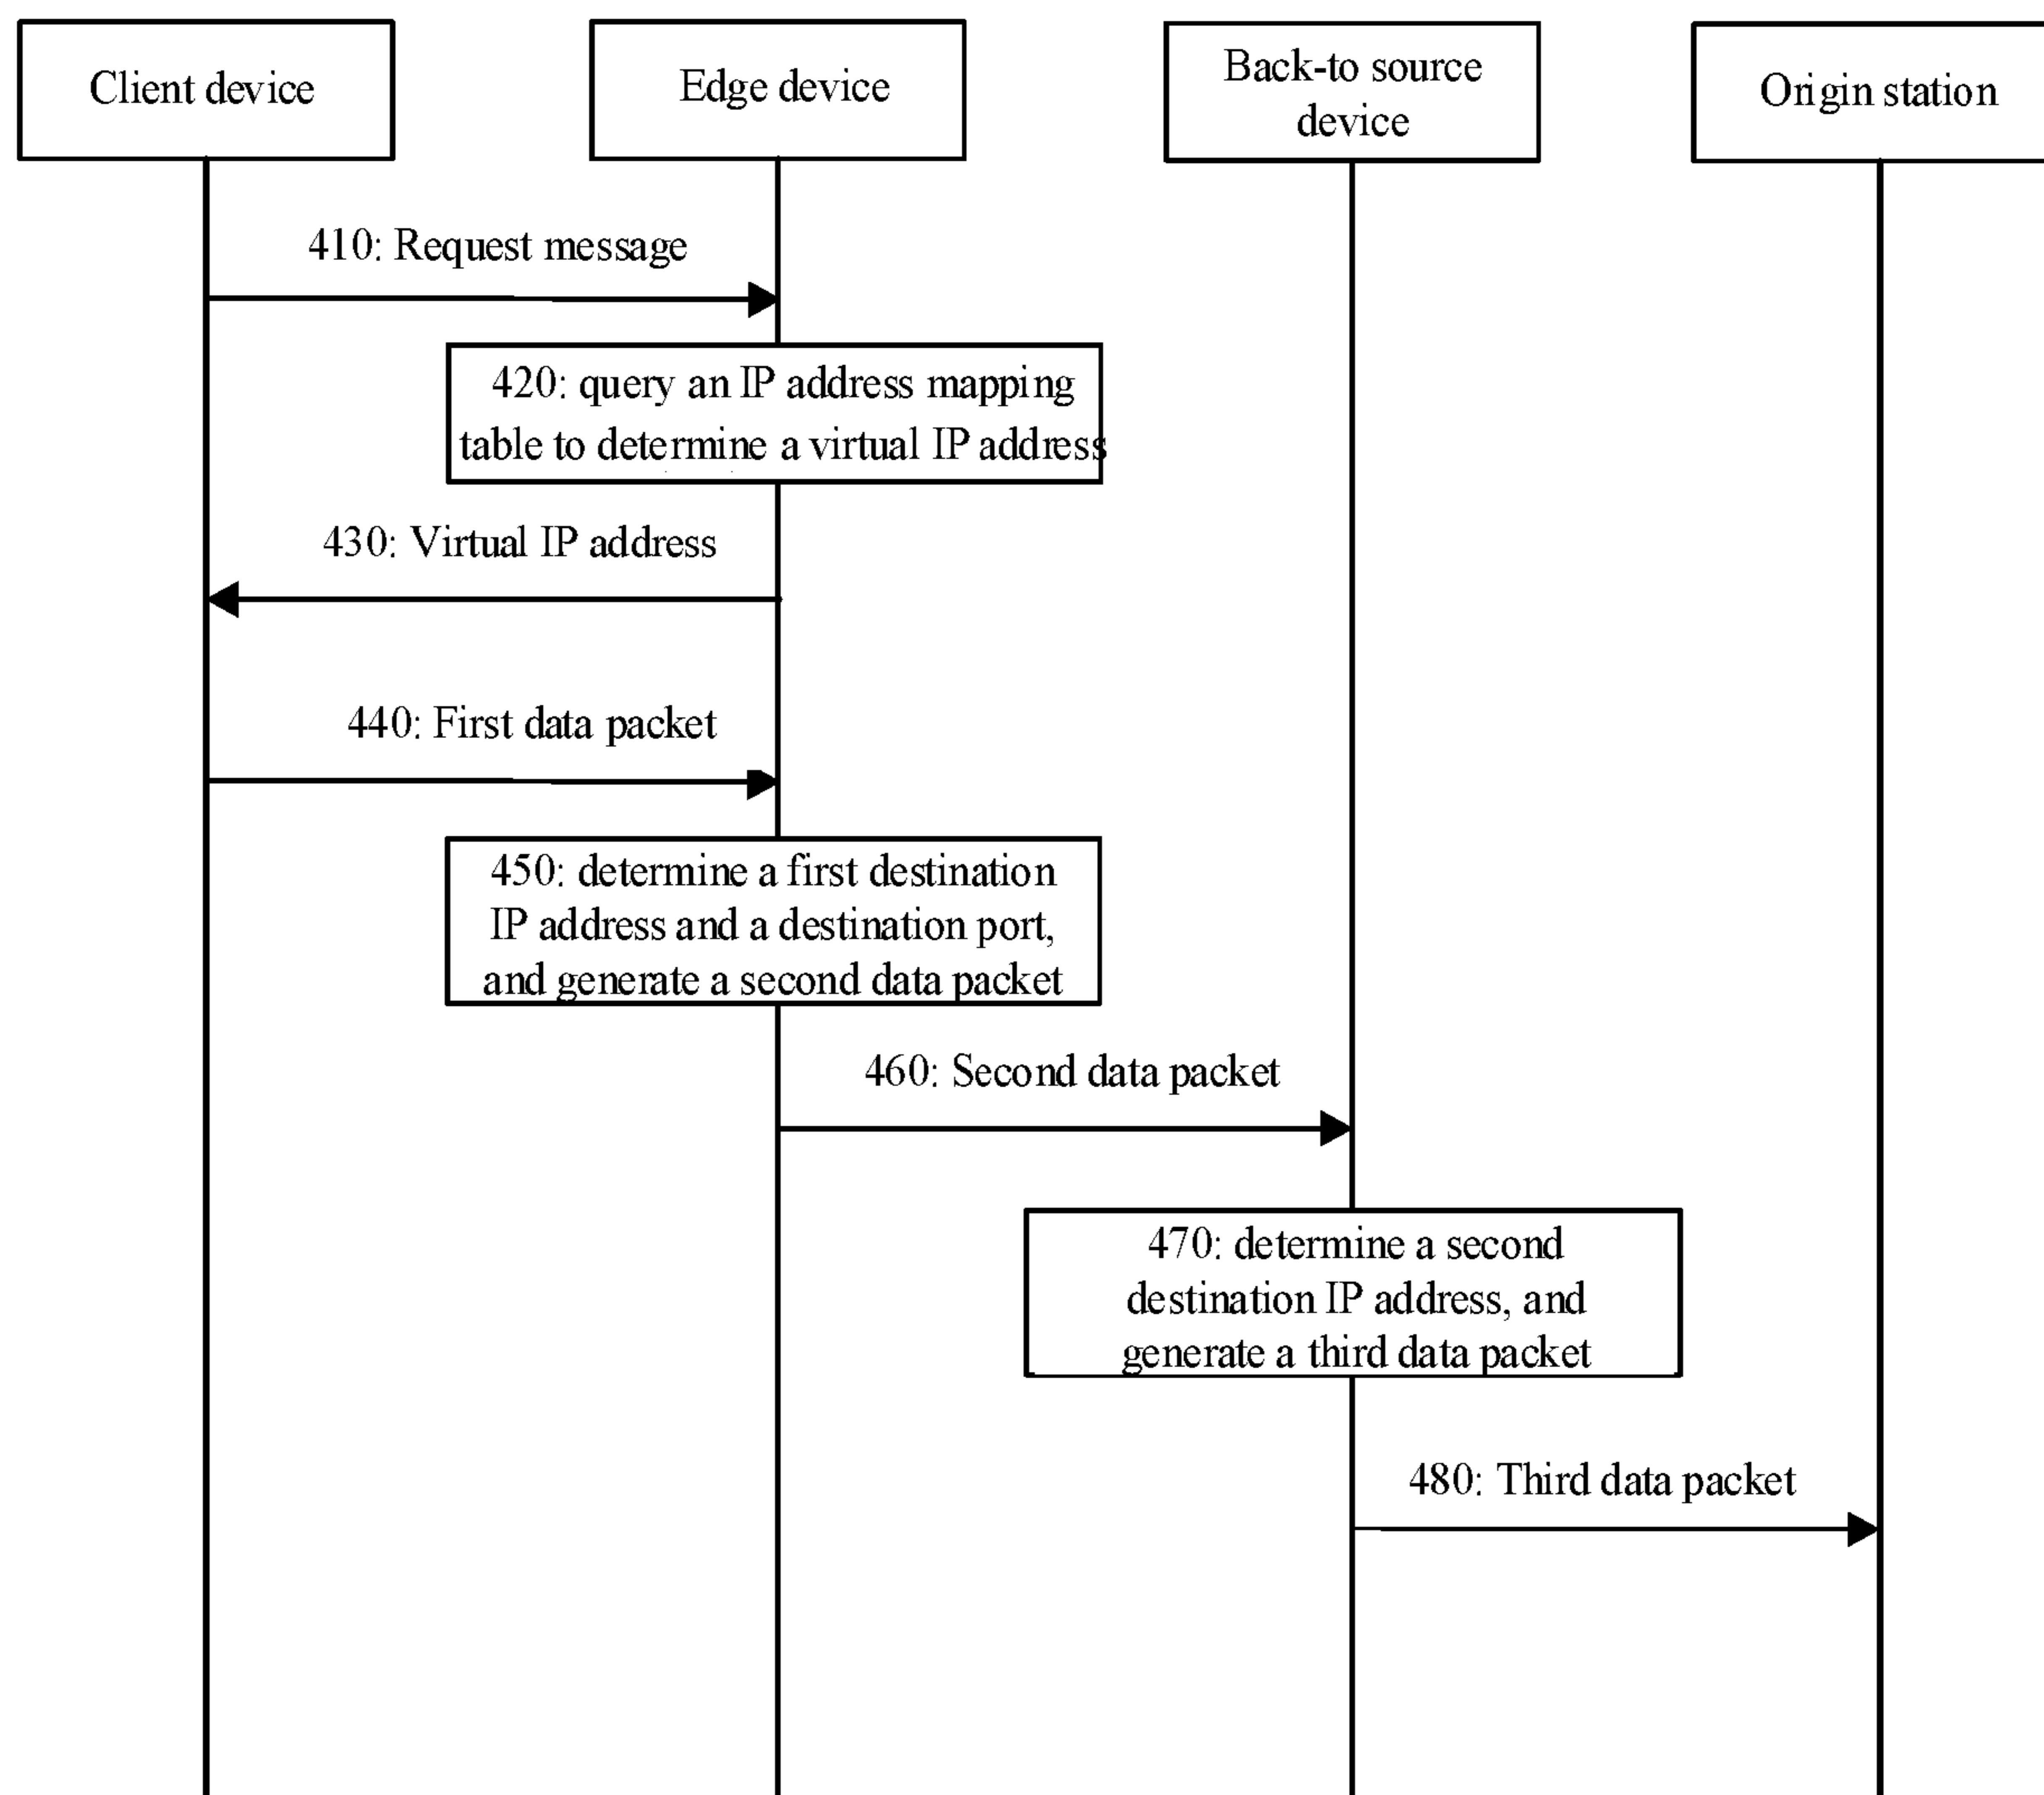 Client device
Edge device
Back-to source
device
Origin station
410: Request message
420: query an IP address mapping
table to determine a virtual IP address
430: Virtual IP address
440: First data packet
450: determine a first destination
IP address and a destination port,
and generate a second data packet
460: Second data packet
470: determine a second
destination IP address, and
generate a third data packet
480: Third data packet